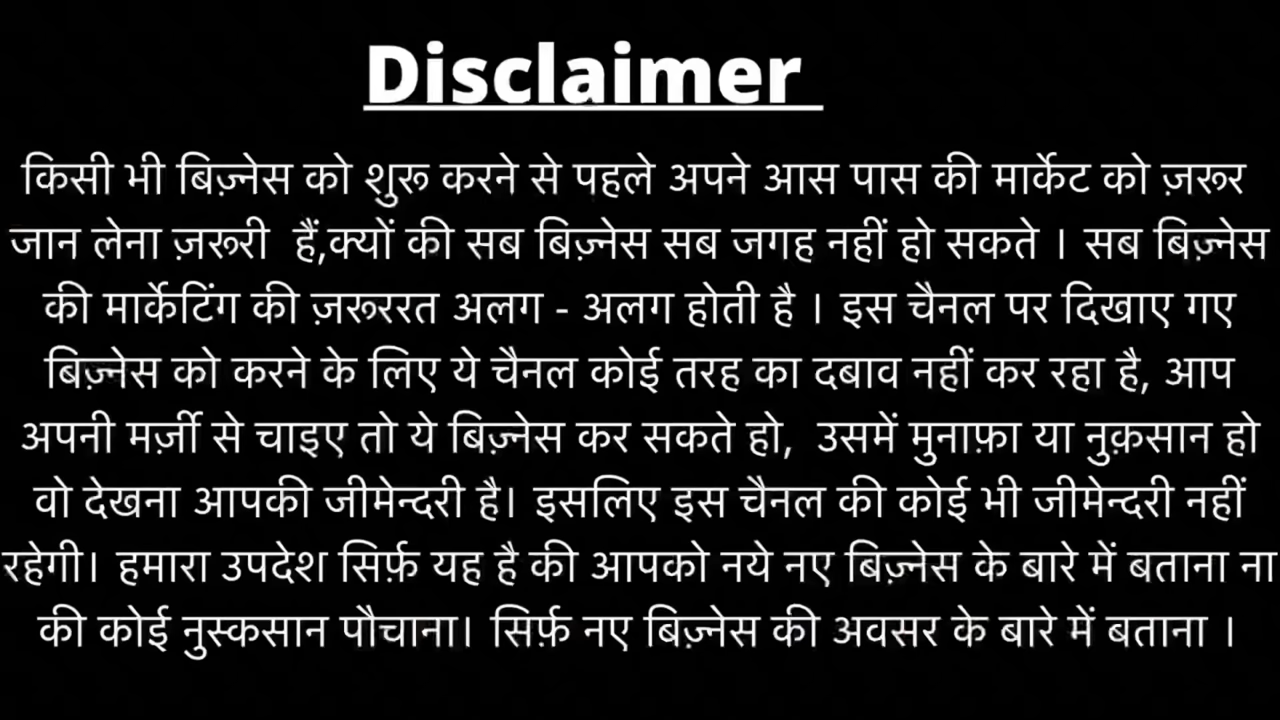 Disclaimer
किसी भी बिज़्नेस को शुरू करने से पहले अपने आस पास की मार्केट को ज़रूर
जान लेना ज़रूरी हैं,क्यों की सब बिज़्नेस सब जगह नहीं हो सकते । सब बिज़्नेस
की मार्केटिंग की ज़रूररत अलग - अलग होती है । इस चैनल पर दिखाए गए
बिज़्नेस को करने के लिए ये चैनल कोई तरह का दबाव नहीं कर रहा है, आप
अपनी मर्ज़ी से चाइए तो ये बिज़्नेस कर सकते हो, उसमें मुनाफ़ा या नुक़सान हो
वो देखना आपकी जीमेन्दरी है। इसलिए इस चैनल की कोई भी जीमेन्दरी नहीं
रहेगी। हमारा उपदेश सिर्फ़ यह है की आपको नये नए बिज़्नेस के बारे में बताना ना
की कोई नुस्कसान पौचाना। सिर्फ़ नए बिज़्नेस की अवसर के बारे में बताना ।